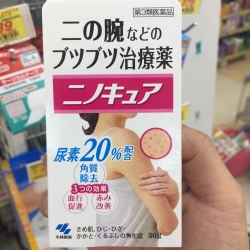 第3類医薬品
二の腕などの
ブツブツ治療薬
ニノキュア
尿素20%配合
角質
除去
3つの効果
血行
促進
赤み
改善
さめ肌、ひじ・ひざ・
かかと・くるぶしの角化症
30g
小林製薬